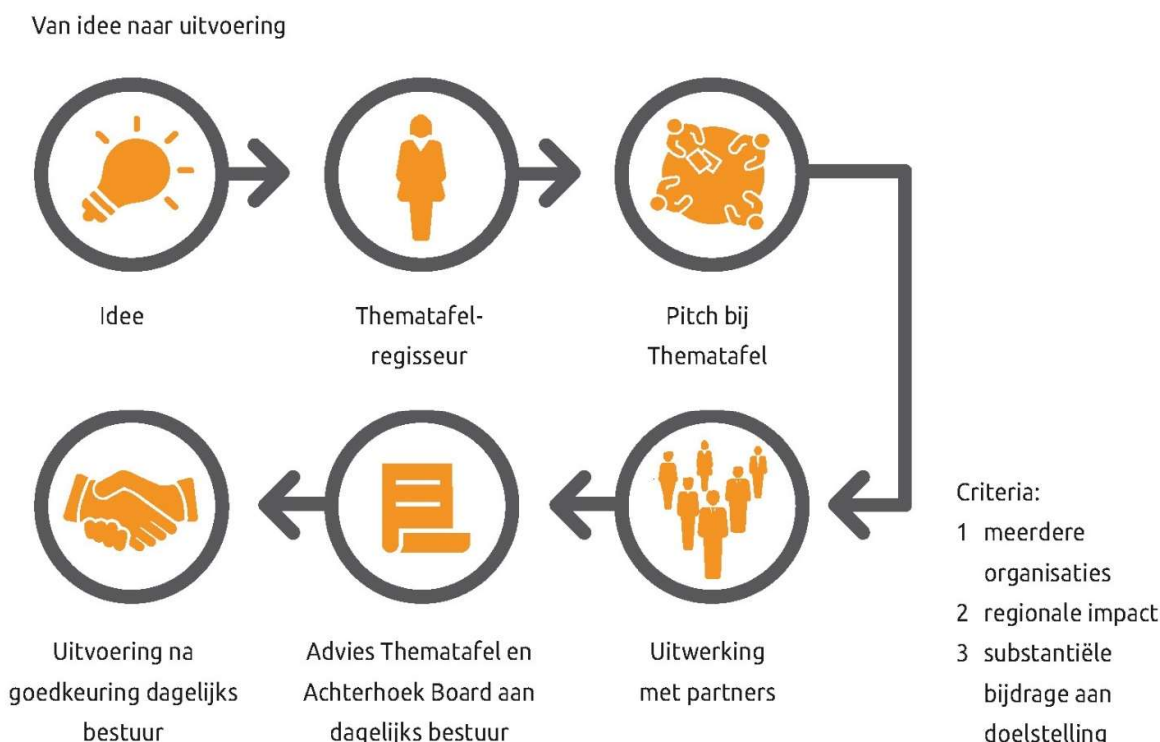 Van idee naar uitvoering
Idee
Thematafel-
regisseur
Pitch bij
Thematafel
Uitvoering na
goedkeuring dagelijks
bestuur
Advies Thematafel en
Achterhoek Board aan
dagelijks bestuur
Uitwerking
met partners
Criteria:
1 meerdere
organisaties
2 regionale impact
3 substantiële
bijdrage aan
doelstelling